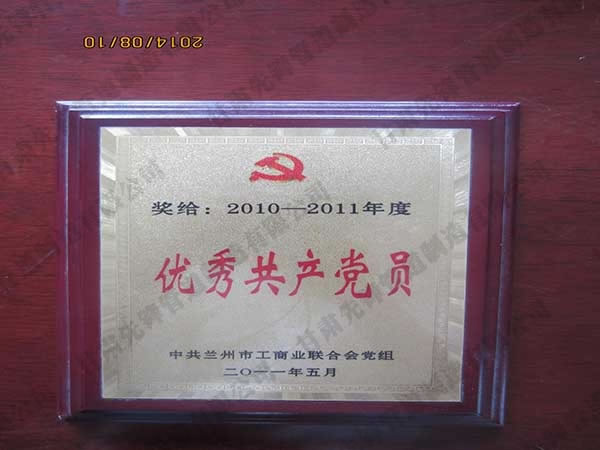 2014/08/10
奖给：2010—2011年度
优秀共产党员
中共兰州市工商业联合会党组
二〇一一年五月